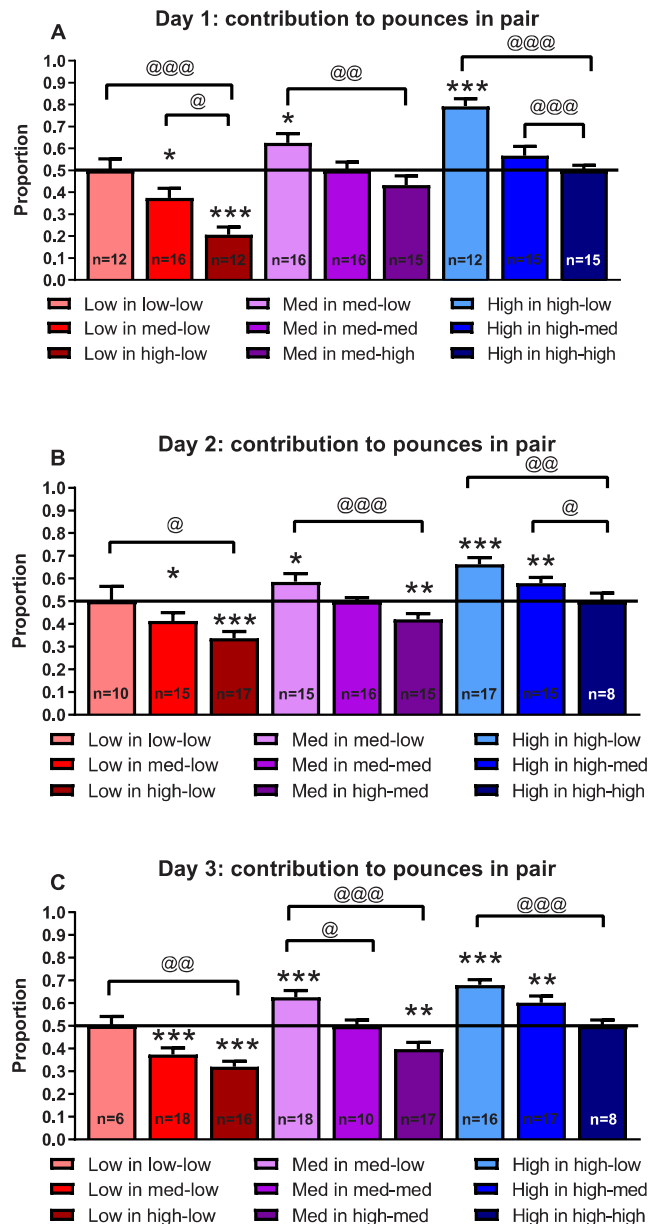 Day 1: contribution to pounces in pair
A
@@@
@
@@
@@@
@@@
*
***
*
***
Proportion
1.0
0.9
0.8
0.7
0.6
0.5
0.4
0.3
0.2
0.1
0.0
n=12 n=16 n=12 n=16 n=16 n=15 n=12 n=15 n=15
Low in low-low Med in med-low High in high-low
Low in med-low Med in med-med High in high-med
Low in high-low Med in med-high High in high-high
Day 2: contribution to pounces in pair
B
@
@@@
@@
@
*
***
*
**
***
**
Proportion
1.0
0.9
0.8
0.7
0.6
0.5
0.4
0.3
0.2
0.1
0.0
n=10 n=15 n=17 n=15 n=16 n=15 n=17 n=15 n=8
Low in low-low Med in med-low High in high-low
Low in med-low Med in med-med High in high-med
Low in high-low Med in high-med High in high-high
Day 3: contribution to pounces in pair
C
@@
@@@
@
@@@
***
***
***
**
***
**
Proportion
1.0
0.9
0.8
0.7
0.6
0.5
0.4
0.3
0.2
0.1
0.0
n=6 n=18 n=16 n=18 n=10 n=17 n=16 n=17 n=8
Low in low-low Med in med-low High in high-low
Low in med-low Med in med-med High in high-med
Low in high-low Med in high-med High in high-high